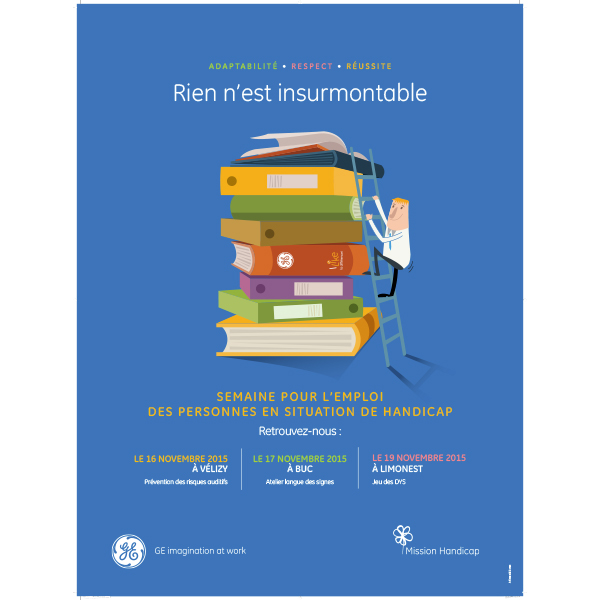 ADAPTABILITÉ • RESPECT • RÉUSSITE
Rien n'est insurmontable
GE
SEMAINE POUR L'EMPLOI
DES PERSONNES EN SITUATION DE HANDICAP
Retrouvez-nous :
LE 16 NOVEMBRE 2015
À VÉLIZY
Prévention des risques auditifs
LE 17 NOVEMBRE 2015
À BUC
Atelier langue des signes
LE 19 NOVEMBRE 2015
À LIMONEST
Jeu des DYS
GE
GE imagination at work
Mission Handicap